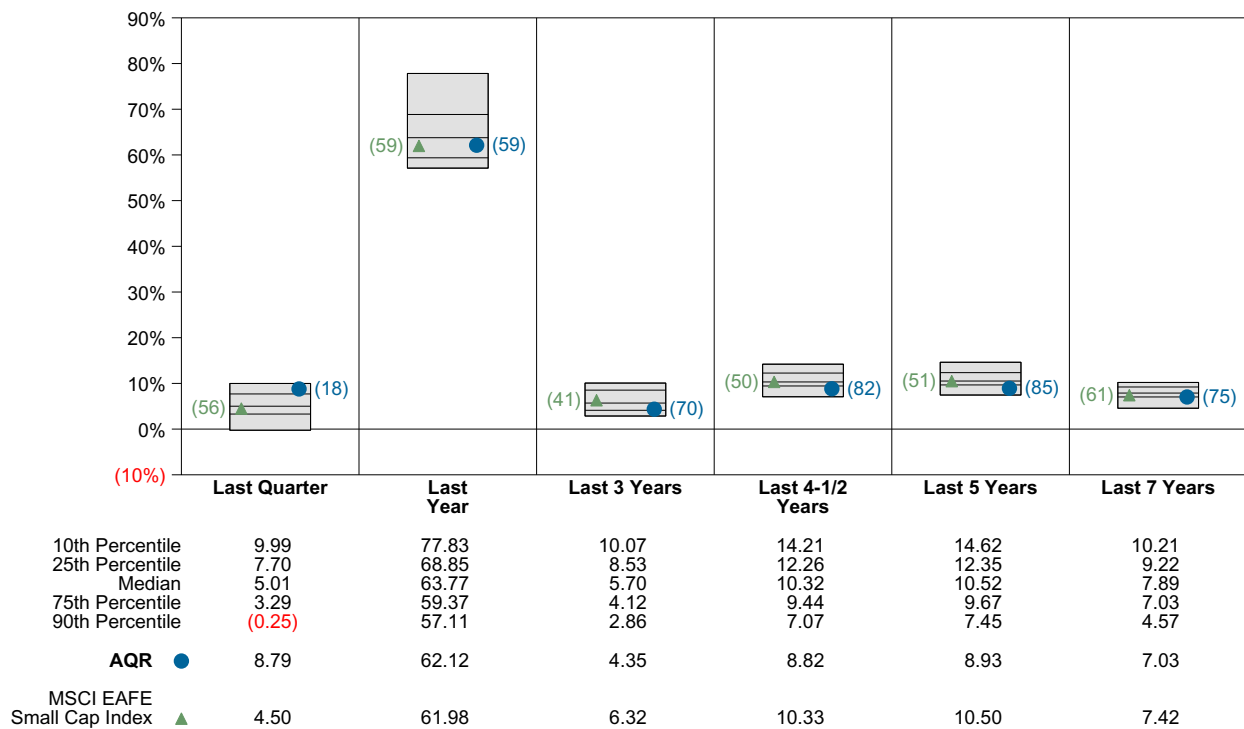 90%
80%
70%
60%
50%
40%
30%
20%
10%
0%
(10%)
(56)
(18)
(59)
(59)
(41)
(70)
(50)
(82)
(51)
(85)
(61)
(75)
Last Quarter
Last
Year
Last 3 Years
Last 4-1/2
Years
Last 5 Years
Last 7 Years
10th Percentile 9.99 77.83 10.07 14.21 14.62 10.21
25th Percentile 7.70 68.85 8.53 12.26 12.35 9.22
Median 5.01 63.77 5.70 10.32 10.52 7.89
75th Percentile 3.29 59.37 4.12 9.44 9.67 7.03
90th Percentile (0.25) 57.11 2.86 7.07 7.45 4.57
AQR 8.79 62.12 4.35 8.82 8.93 7.03
MSCI EAFE
Small Cap Index 4.50 61.98 6.32 10.33 10.50 7.42